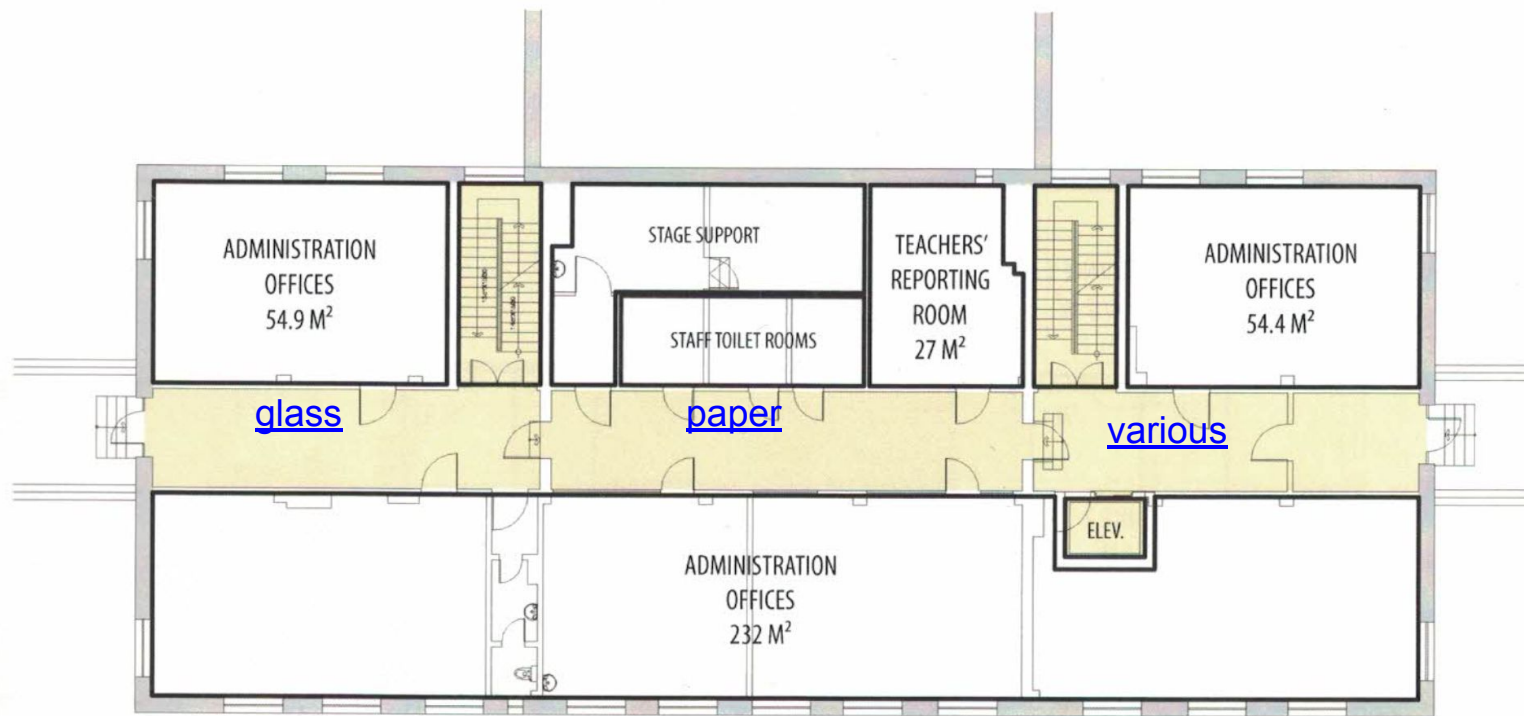 ADMINISTRATION
OFFICES
54.9 M²
STAGE SUPPORT
STAFF TOILET ROOMS
TEACHERS'
REPORTING
ROOM
27 M²
ADMINISTRATION
OFFICES
54.4 M²
glass
paper
various
ELEV.
ADMINISTRATION
OFFICES
232 M²